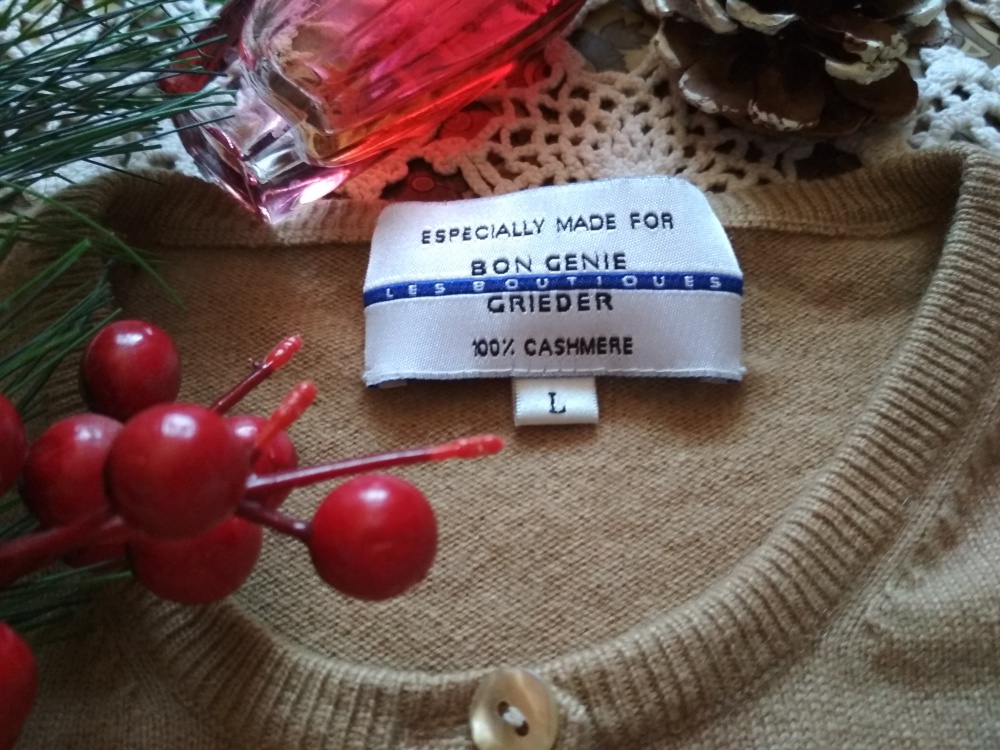 ESPECIALLY MADE FOR
BON GENIE
LES BOUTIQUES
GRIEDER
100% CASHMERE
L